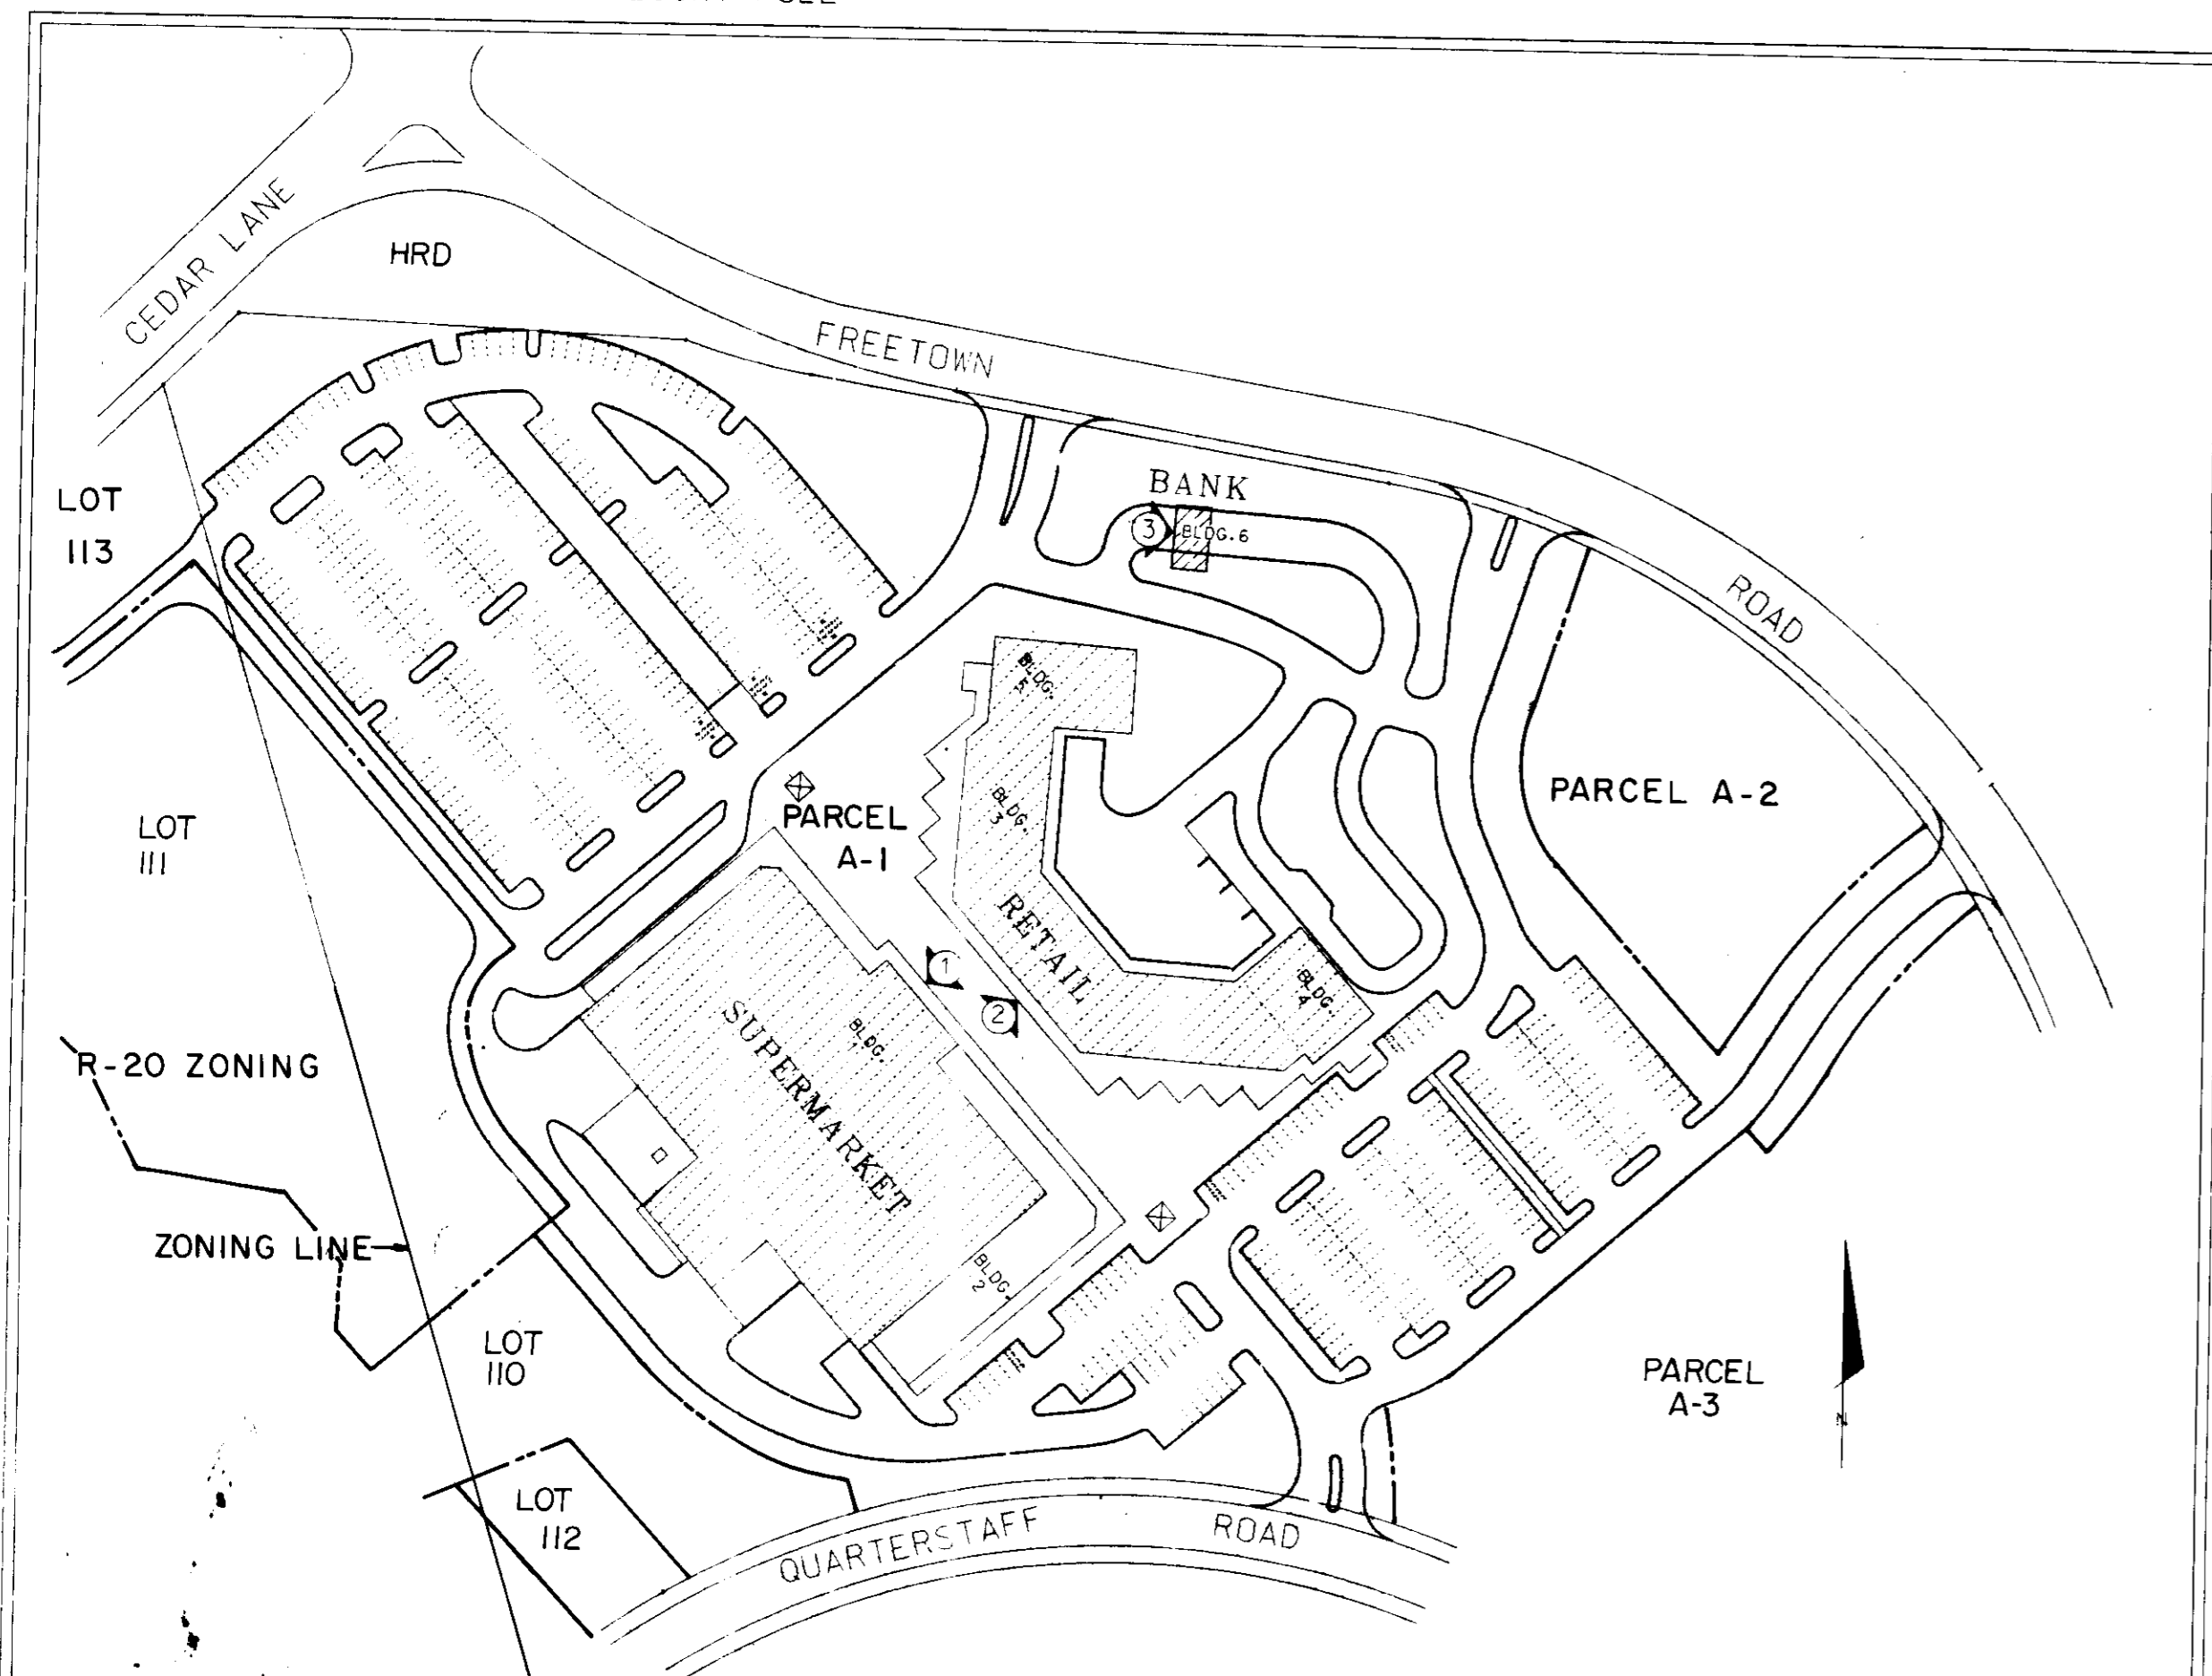 CEDAR LANE
HRD
FREETOWN
ROAD
BANK
3
BLDG. 6
LOT
113
BLDG.
5
PARCEL A-2
PARCEL
A-1
BLDG.
3
LOT
111
RETAIL
1
2
BLDG.
4
SUPERMARKET
BLDG.
1
R-20 ZONING
ZONING LINE
BLDG.
2
LOT
110
PARCEL
A-3
N
LOT
112
QUARTERSTAFF ROAD